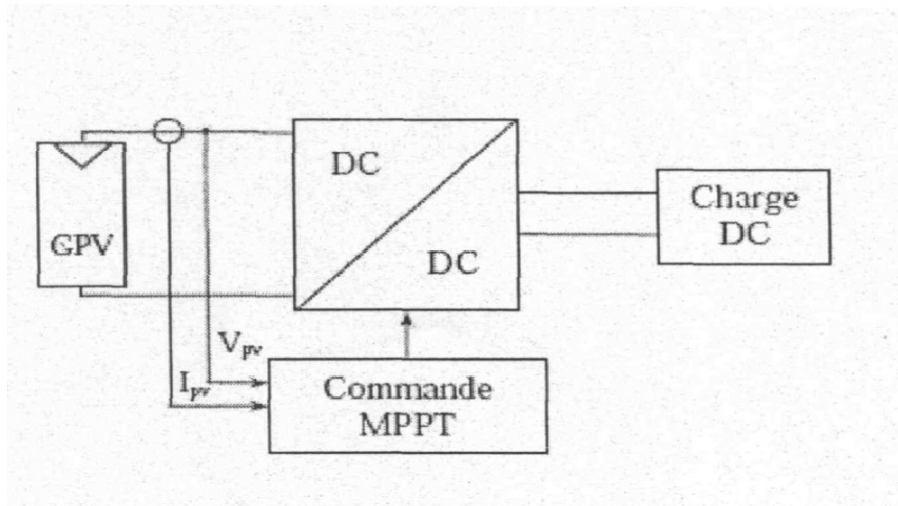 GPV
DC
DC
Charge
DC
Vpv
Ipv
Commande
MPPT